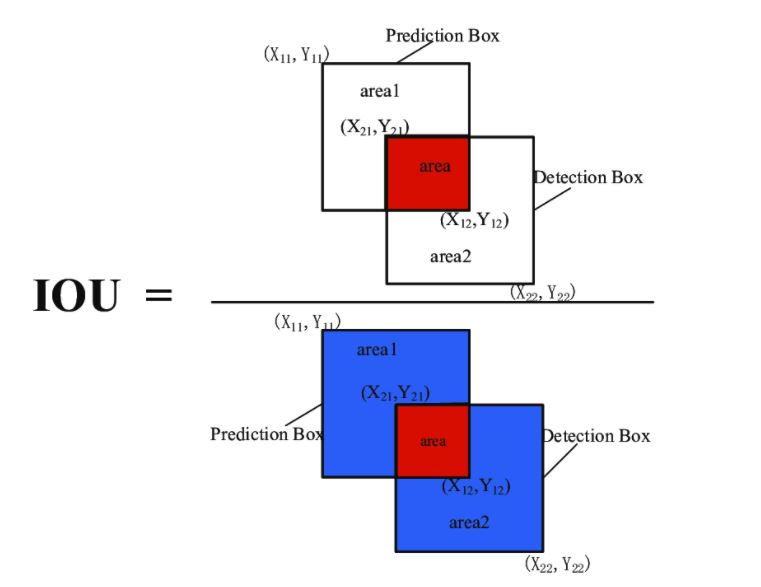 Prediction Box
(X11, Y11)
area1
(X21,Y21)
area
Detection Box
(X12,Y12)
area2
(X22, Y22)
IOU =
(X11, Y11)
area1
(X21,Y21)
Prediction Box
area
Detection Box
(X12,Y12)
area2
(X22, Y22)